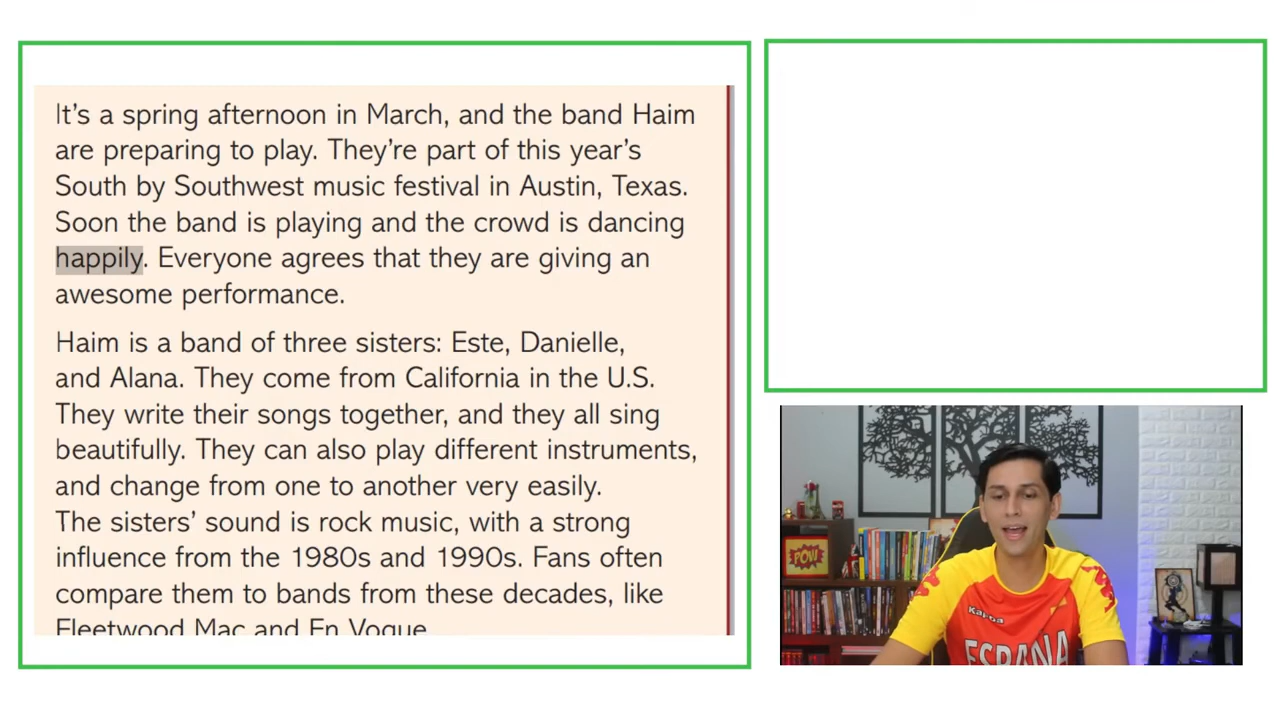 It's a spring afternoon in March, and the band Haim
are preparing to play. They're part of this year's
South by Southwest music festival in Austin, Texas.
Soon the band is playing and the crowd is dancing
happily. Everyone agrees that they are giving an
awesome performance.
Haim is a band of three sisters: Este, Danielle,
and Alana. They come from California in the U.S.
They write their songs together, and they all sing
beautifully. They can also play different instruments,
and change from one to another very easily.
The sisters' sound is rock music, with a strong
influence from the 1980s and 1990s. Fans often
compare them to bands from these decades, like
Fleetwood Mac and En Vogue
POW
Kappa
ESPAÑA